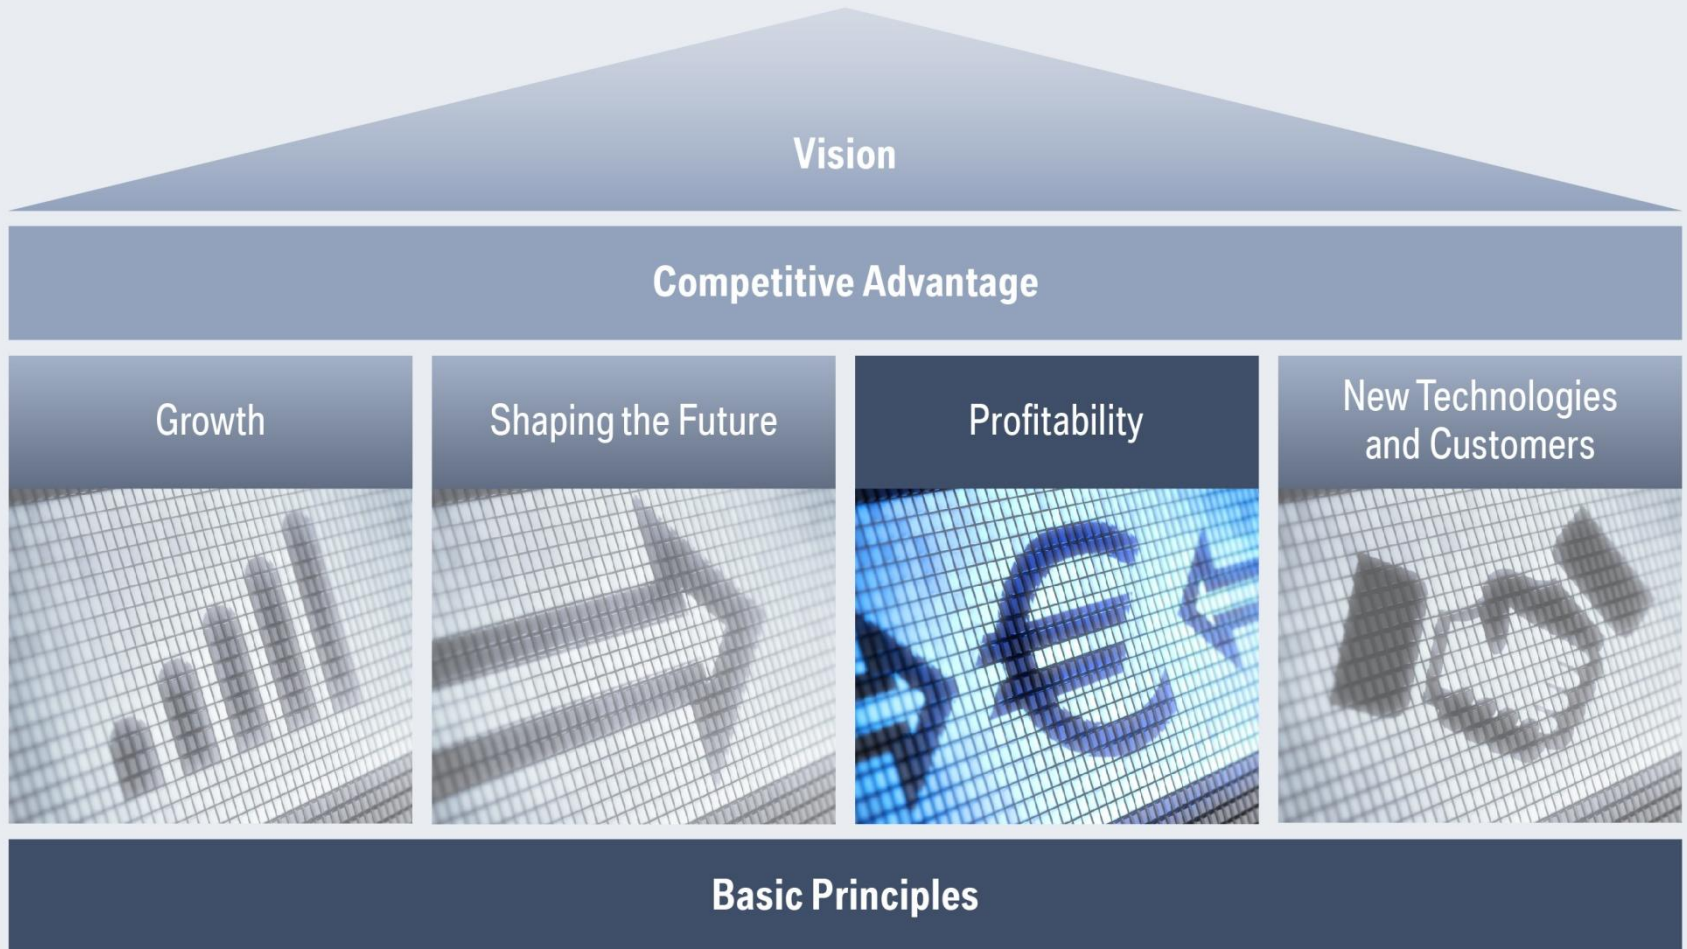 Vision
Competitive Advantage
Growth
Shaping the Future
Profitability
New Technologies
and Customers
Basic Principles